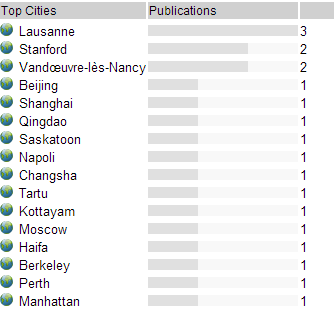 Top Cities Publications
Lausanne 3
Stanford 2
Vandœuvre-lès-Nancy 2
Beijing 1
Shanghai 1
Qingdao 1
Saskatoon 1
Napoli 1
Changsha 1
Tartu 1
Kottayam 1
Moscow 1
Haifa 1
Berkeley 1
Perth 1
Manhattan 1